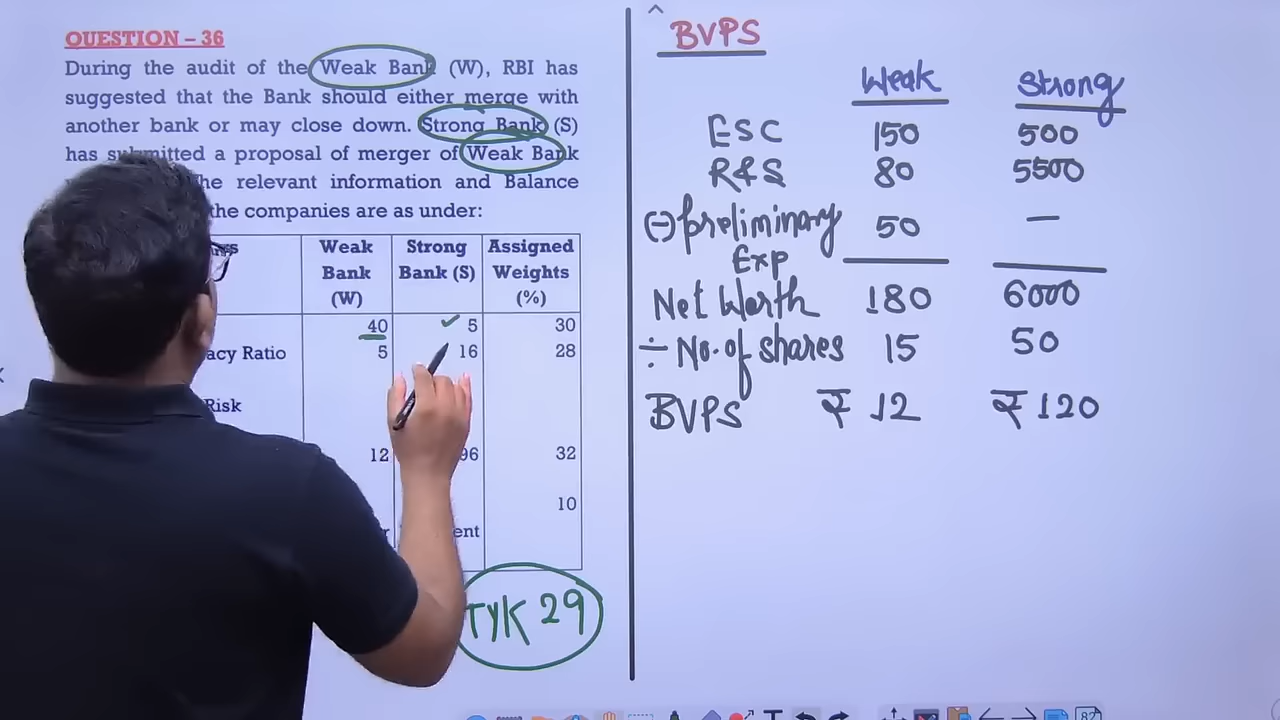 QUESTION – 36
During the audit of the Weak Bank (W), RBI has
suggested that the Bank should either merge with
another bank or may close down. Strong Bank (S)
has submitted a proposal of merger of Weak Bank
he relevant information and Balance
the companies are as under:
Weak Bank (W) Strong Bank (S) Assigned Weights (%)
40 5 30
acy Ratio 5 16 28
Risk
12 96 32
10
ent
TYK 29
BVPS
Weak Strong
ESC 150 500
R&S 80 5500
(-) Preliminary Exp 50 —
Net Worth 180 6000
÷ No. of shares 15 50
BVPS ₹ 12 ₹ 120
82